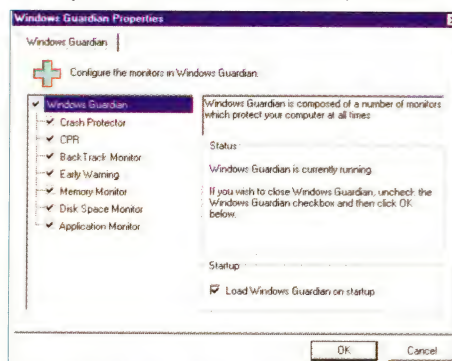 Windows Guardian Properties
Windows Guardian
Configure the monitors in Windows Guardian.
Windows Guardian
Crash Protector
CPR
BackTrack Monitor
Early Warning
Memory Monitor
Disk Space Monitor
Application Monitor
Windows Guardian is composed of a number of monitors
which protect your computer at all times
Status
Windows Guardian is currently running
If you wish to close Windows Guardian, uncheck the
Windows Guardian checkbox and then click OK
below.
Startup
Load Windows Guardian on startup
OK
Cancel